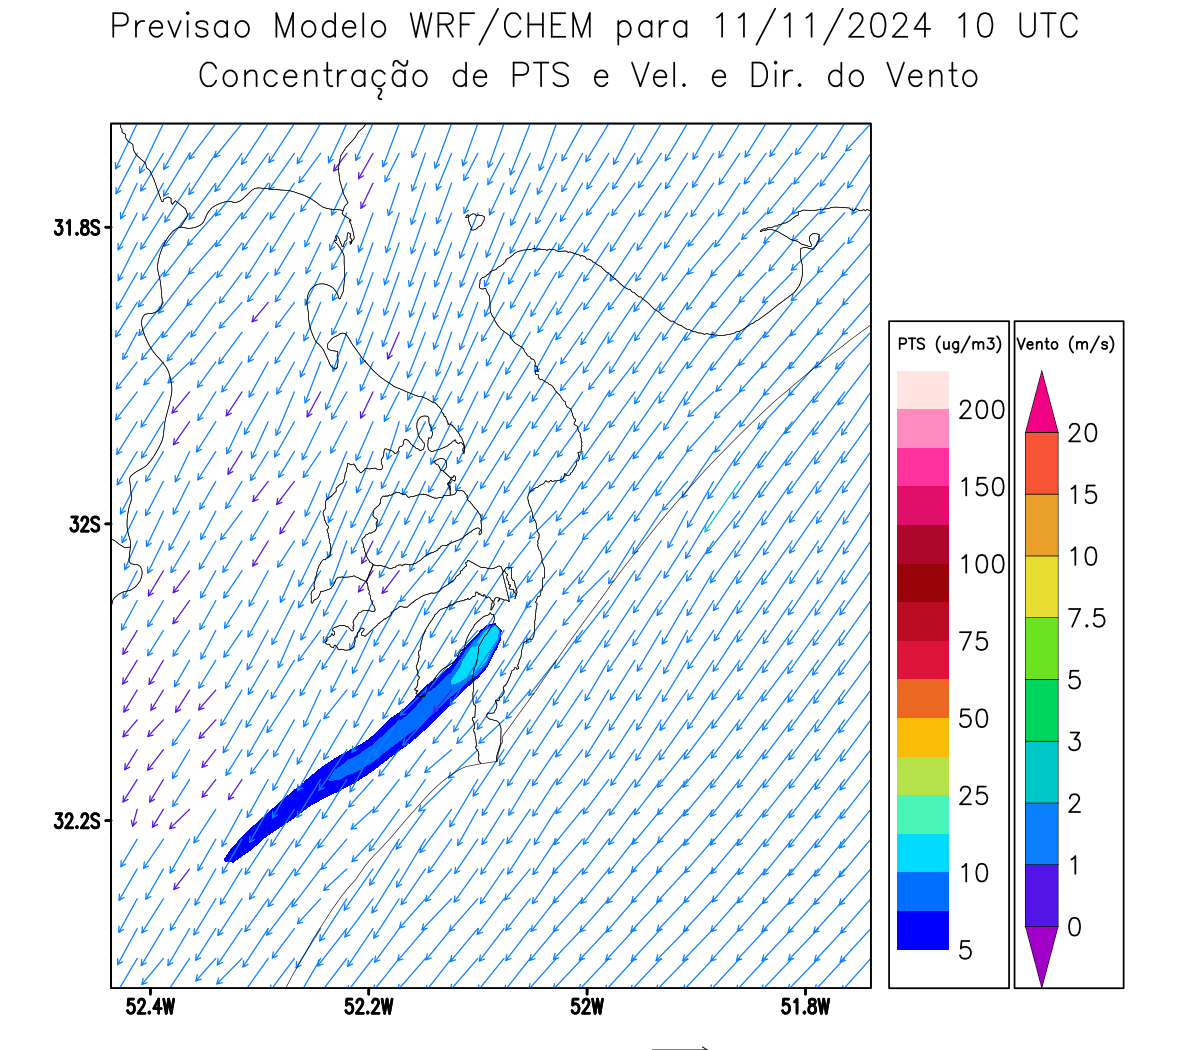 Previsao Modelo WRF/CHEM para 11/11/2024 10 UTC
Concentração de PTS e Vel. e Dir. do Vento
31.8S
32S
32.2S
52.4W
52.2W
52W
51.8W
PTS (ug/m3)
200
150
100
75
50
25
10
5
Vento (m/s)
20
15
10
7.5
5
3
2
1
0